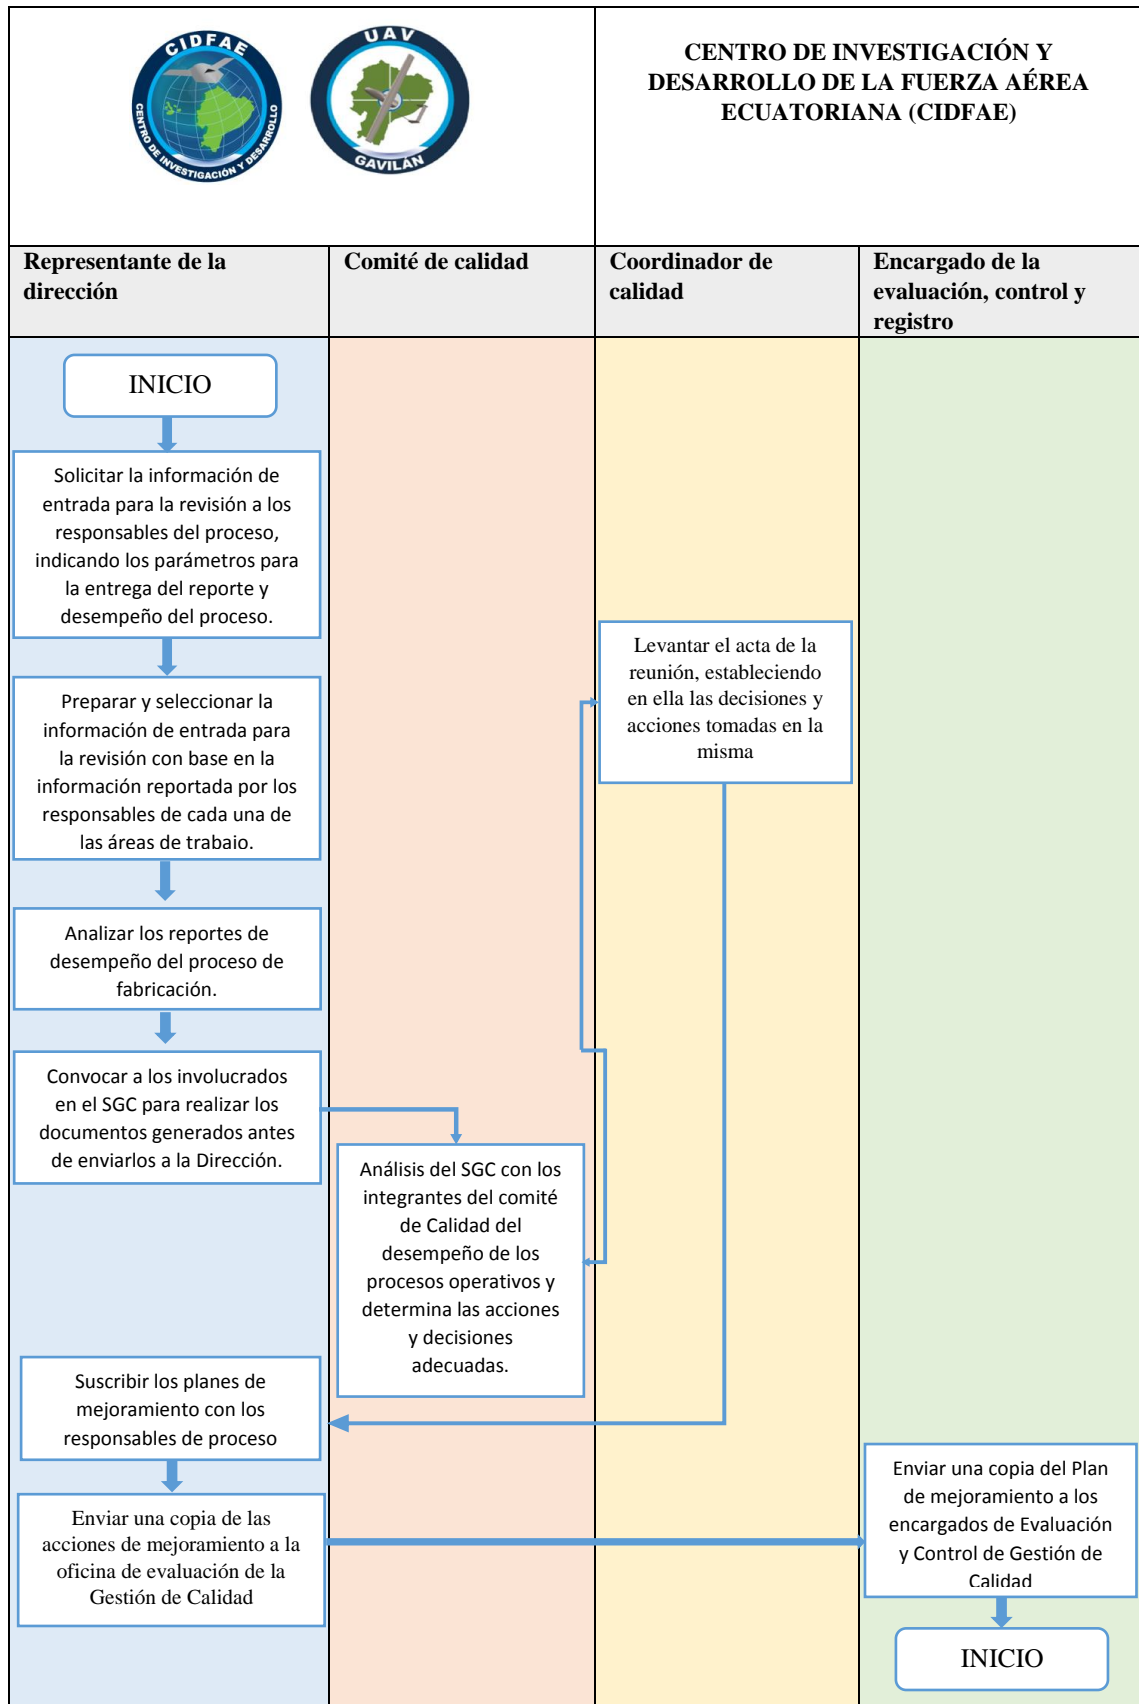 CIDFAE
CENTRO DE INVESTIGACIÓN Y DESARROLLO
UAV
GAVILÁN
CENTRO DE INVESTIGACIÓN Y
DESARROLLO DE LA FUERZA AÉREA
ECUATORIANA (CIDFAE)
Representante de la
dirección
Comité de calidad
Coordinador de
calidad
Encargado de la
evaluación, control y
registro
INICIO
Solicitar la información de
entrada para la revisión a los
responsables del proceso,
indicando los parámetros para
la entrega del reporte y
desempeño del proceso.
Preparar y seleccionar la
información de entrada para
la revisión con base en la
información reportada por los
responsables de cada una de
las áreas de trabajo.
Analizar los reportes de
desempeño del proceso de
fabricación.
Convocar a los involucrados
en el SGC para realizar los
documentos generados antes
de enviarlos a la Dirección.
Análisis del SGC con los
integrantes del comité
de Calidad del
desempeño de los
procesos operativos y
determina las acciones
y decisiones
adecuadas.
Levantar el acta de la
reunión, estableciendo
en ella las decisiones y
acciones tomadas en la
misma
Suscribir los planes de
mejoramiento con los
responsables de proceso
Enviar una copia de las
acciones de mejoramiento a la
oficina de evaluación de la
Gestión de Calidad
Enviar una copia del Plan
de mejoramiento a los
encargados de Evaluación
y Control de Gestión de
Calidad
INICIO